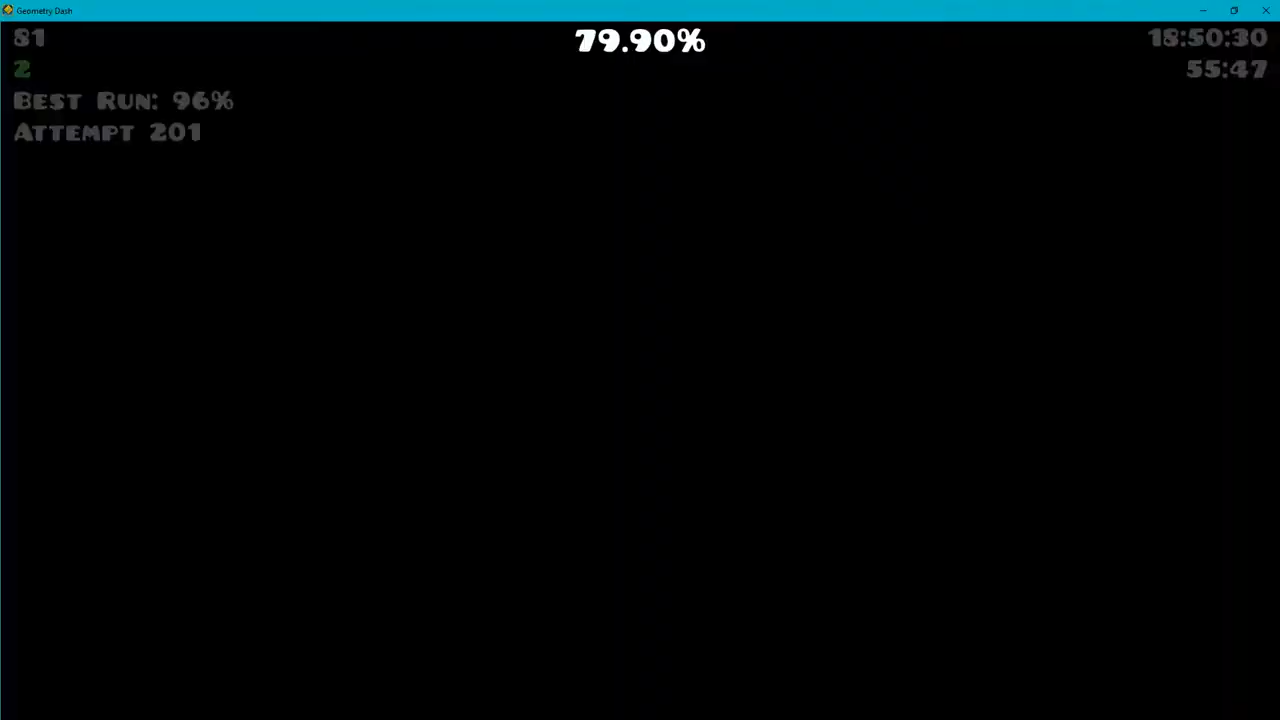 Geometry Dash
81
79.90%
18:50:30
2
55:47
Best Run: 96%
Attempt 201